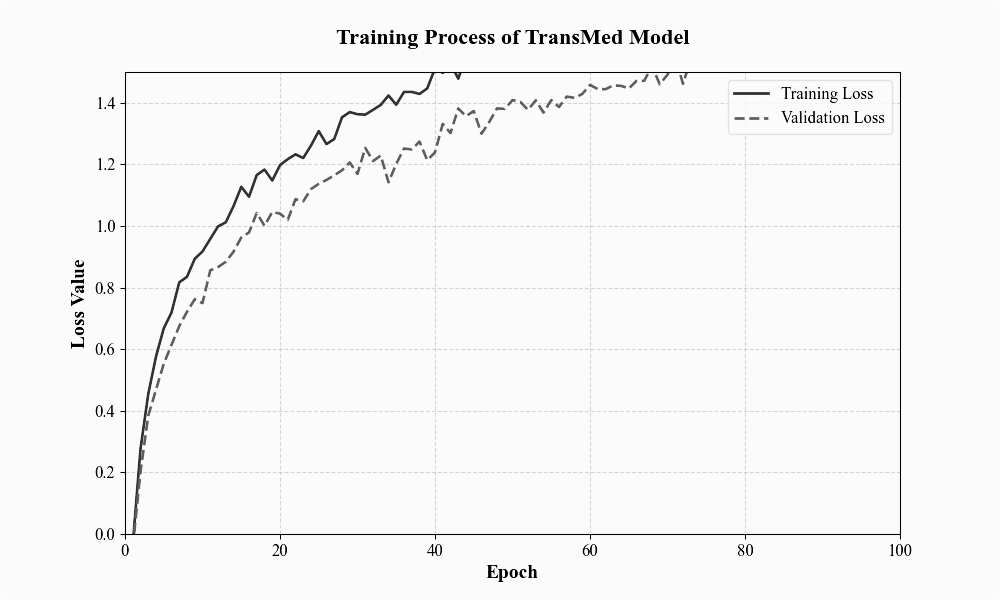 Training Process of TransMed Model
Training Loss
Validation Loss
Loss Value
1.4
1.2
1.0
0.8
0.6
0.4
0.2
0.0
0 20 40 60 80 100
Epoch